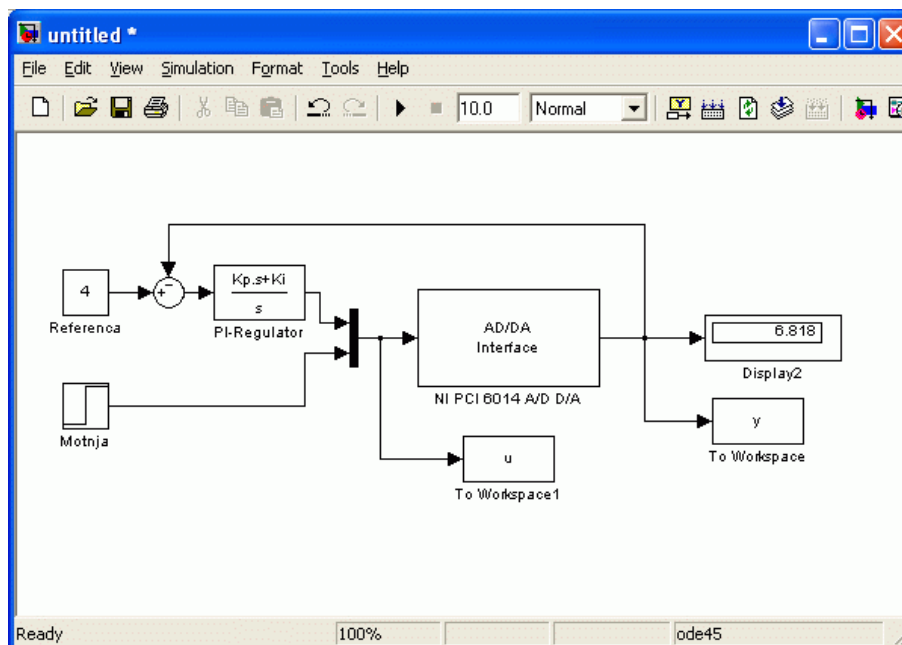 untitled *
File Edit View Simulation Format Tools Help
10.0 Normal
4
Referenca
+
-
Kp.s+Ki
s
PI-Regulator
Motnja
AD/DA
Interface
NI PCI 6014 A/D D/A
6.818
Display2
y
To Workspace
u
To Workspace1
Ready 100% ode45